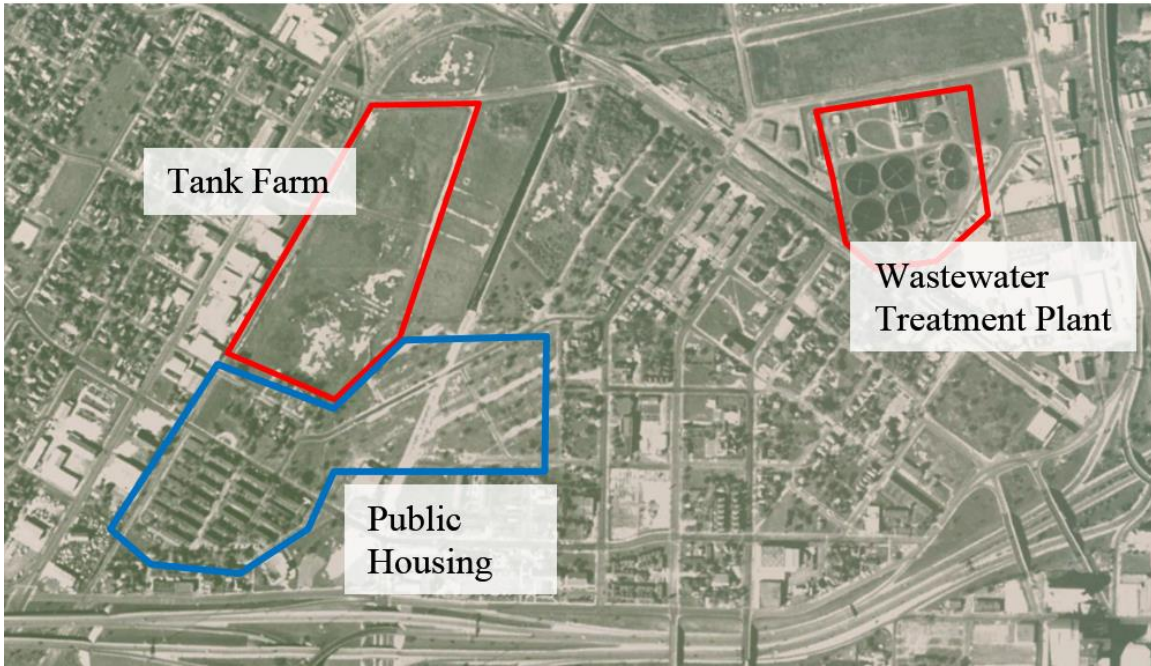 Tank Farm
Wastewater
Treatment Plant
Public
Housing